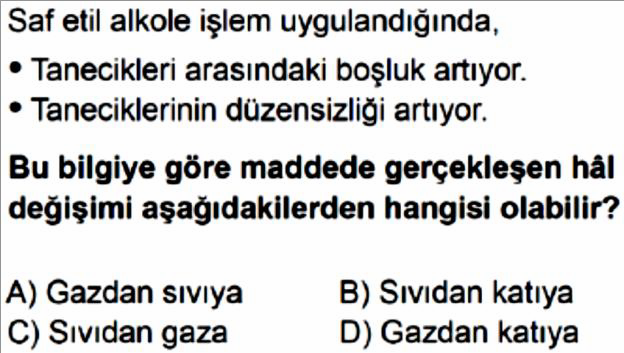 Saf etil alkole işlem uygulandığında,
• Tanecikleri arasındaki boşluk artıyor.
• Taneciklerinin düzensizliği artıyor.
Bu bilgiye göre maddede gerçekleşen hâl
değişimi aşağıdakilerden hangisi olabilir?
A) Gazdan sıvıya B) Sıvıdan katıya
C) Sıvıdan gaza D) Gazdan katıya